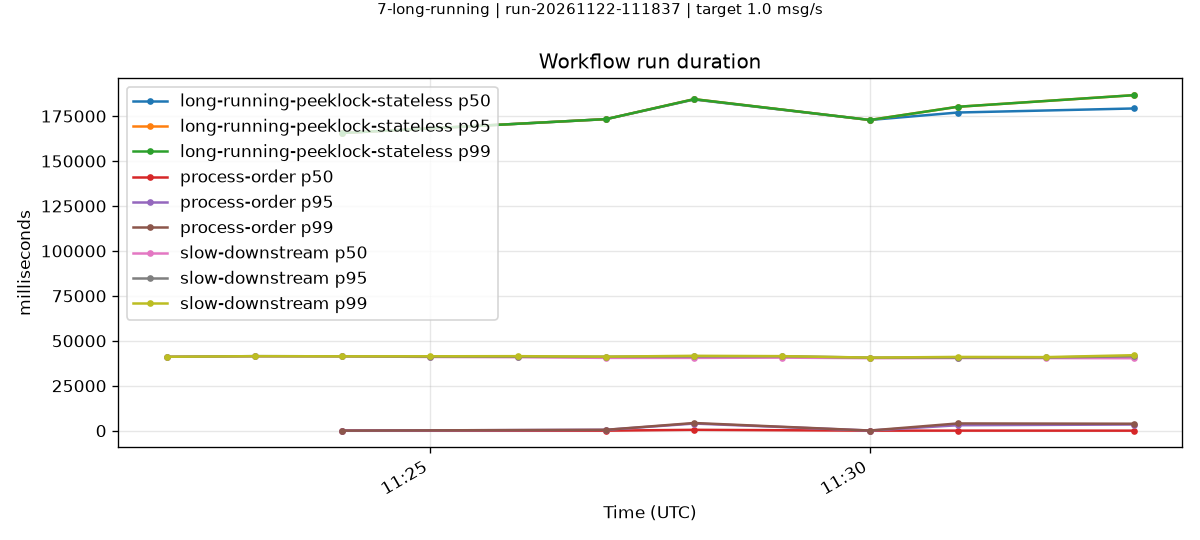 7-long-running | run-20261122-111837 | target 1.0 msg/s
Workflow run duration
long-running-peeklock-stateless p50
long-running-peeklock-stateless p95
long-running-peeklock-stateless p99
process-order p50
process-order p95
process-order p99
slow-downstream p50
slow-downstream p95
slow-downstream p99
175000
150000
125000
100000
75000
50000
25000
0
milliseconds
11:25
11:30
Time (UTC)